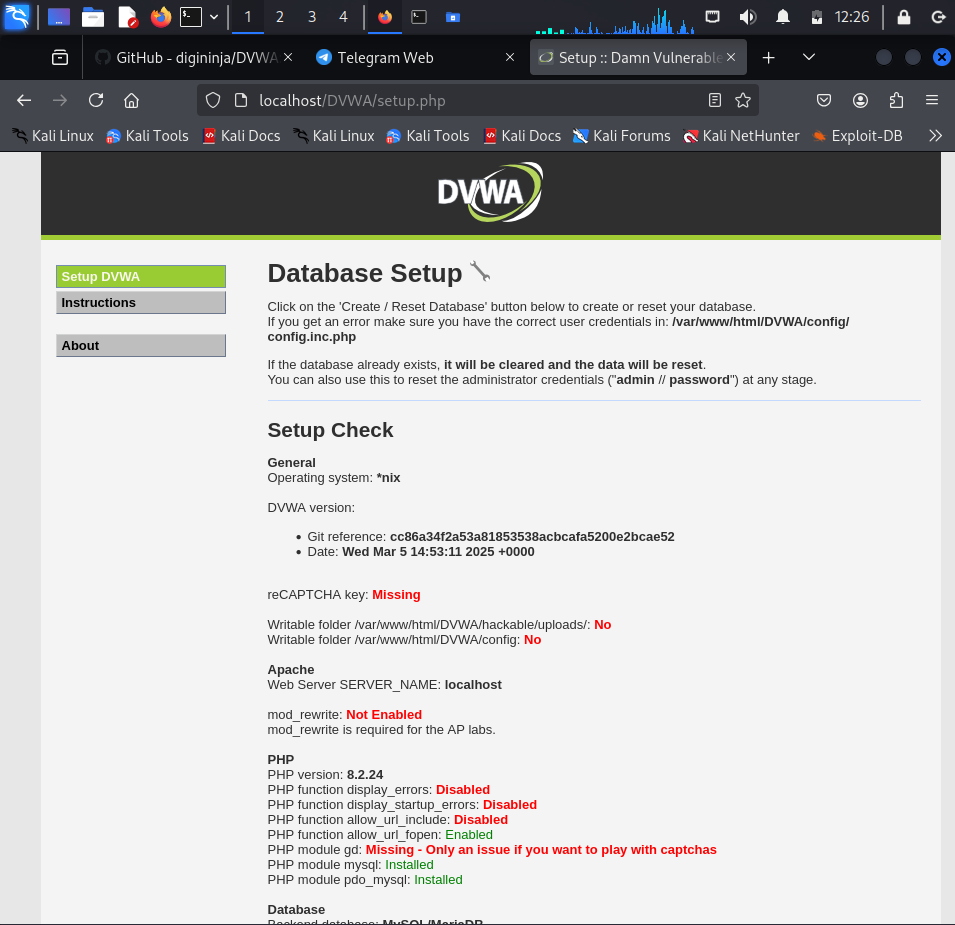 1 2 3 4 12:26
GitHub - digininja/DVWA Telegram Web Setup :: Damn Vulnerable
localhost/DVWA/setup.php
Kali Linux Kali Tools Kali Docs Kali Linux Kali Tools Kali Docs Kali Forums Kali NetHunter Exploit-DB
DVWA
Setup DVWA
Instructions
About
Database Setup
Click on the 'Create / Reset Database' button below to create or reset your database.
If you get an error make sure you have the correct user credentials in: /var/www/html/DVWA/config/
config.inc.php
If the database already exists, it will be cleared and the data will be reset.
You can also use this to reset the administrator credentials ("admin // password") at any stage.
Setup Check
General
Operating system: *nix
DVWA version:
• Git reference: cc86a34f2a53a81853538acbcafa5200e2bcae52
• Date: Wed Mar 5 14:53:11 2025 +0000
reCAPTCHA key: Missing
Writable folder /var/www/html/DVWA/hackable/uploads/: No
Writable folder /var/www/html/DVWA/config: No
Apache
Web Server SERVER_NAME: localhost
mod_rewrite: Not Enabled
mod_rewrite is required for the AP labs.
PHP
PHP version: 8.2.24
PHP function display_errors: Disabled
PHP function display_startup_errors: Disabled
PHP function allow_url_include: Disabled
PHP function allow_url_fopen: Enabled
PHP module gd: Missing - Only an issue if you want to play with captchas
PHP module mysql: Installed
PHP module pdo_mysql: Installed
Database
Backend database: MySQL/MariaDB